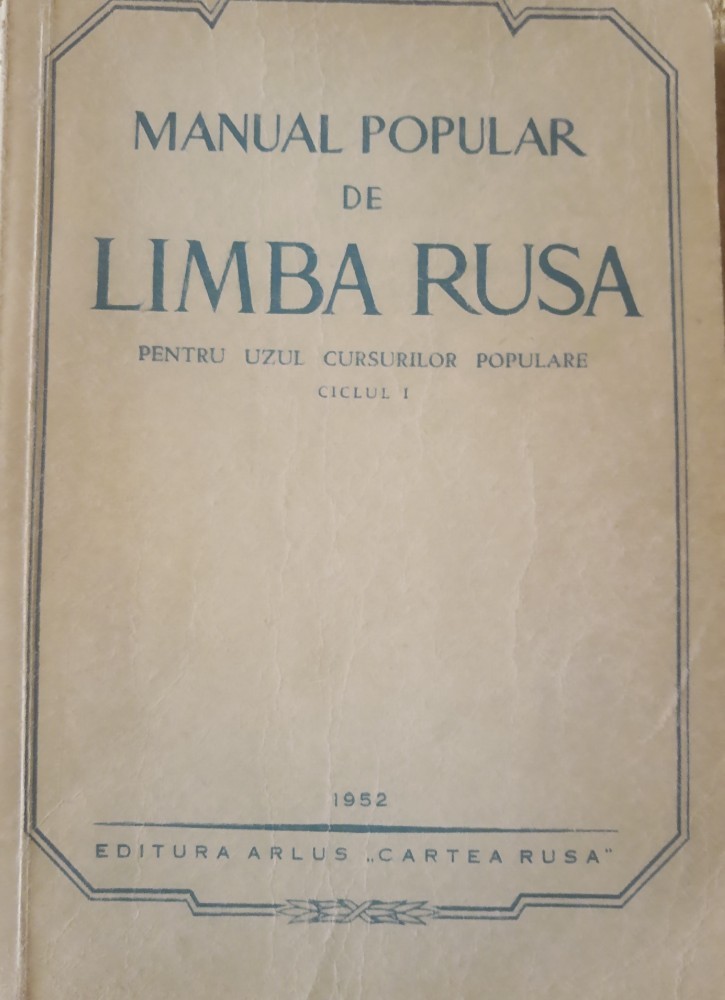 MANUAL POPULAR
DE
LIMBA RUSA
PENTRU UZUL CURSURILOR POPULARE
CICLUL I
1952
EDITURA ARLUS „CARTEA RUSA"